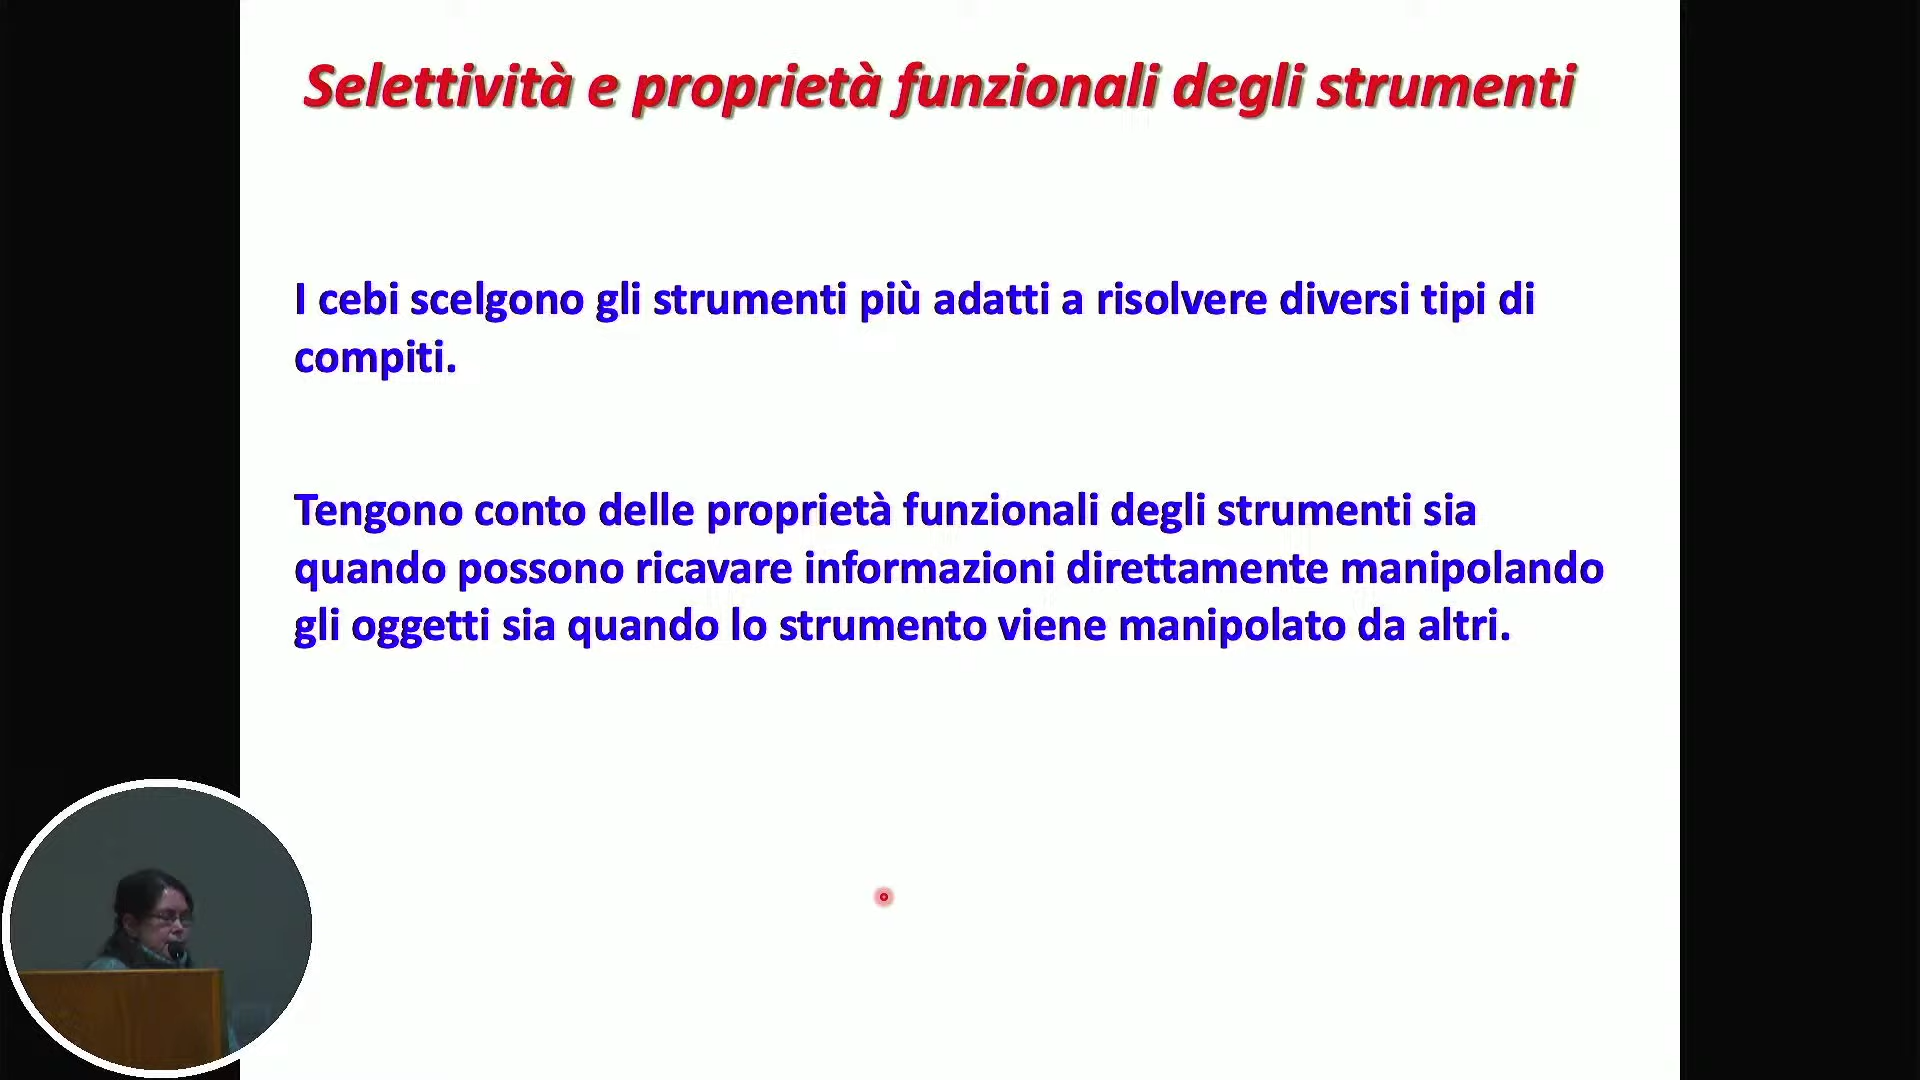 Selettività e proprietà funzionali degli strumenti
I cebi scelgono gli strumenti più adatti a risolvere diversi tipi di
compiti.
Tengono conto delle proprietà funzionali degli strumenti sia
quando possono ricavare informazioni direttamente manipolando
gli oggetti sia quando lo strumento viene manipolato da altri.